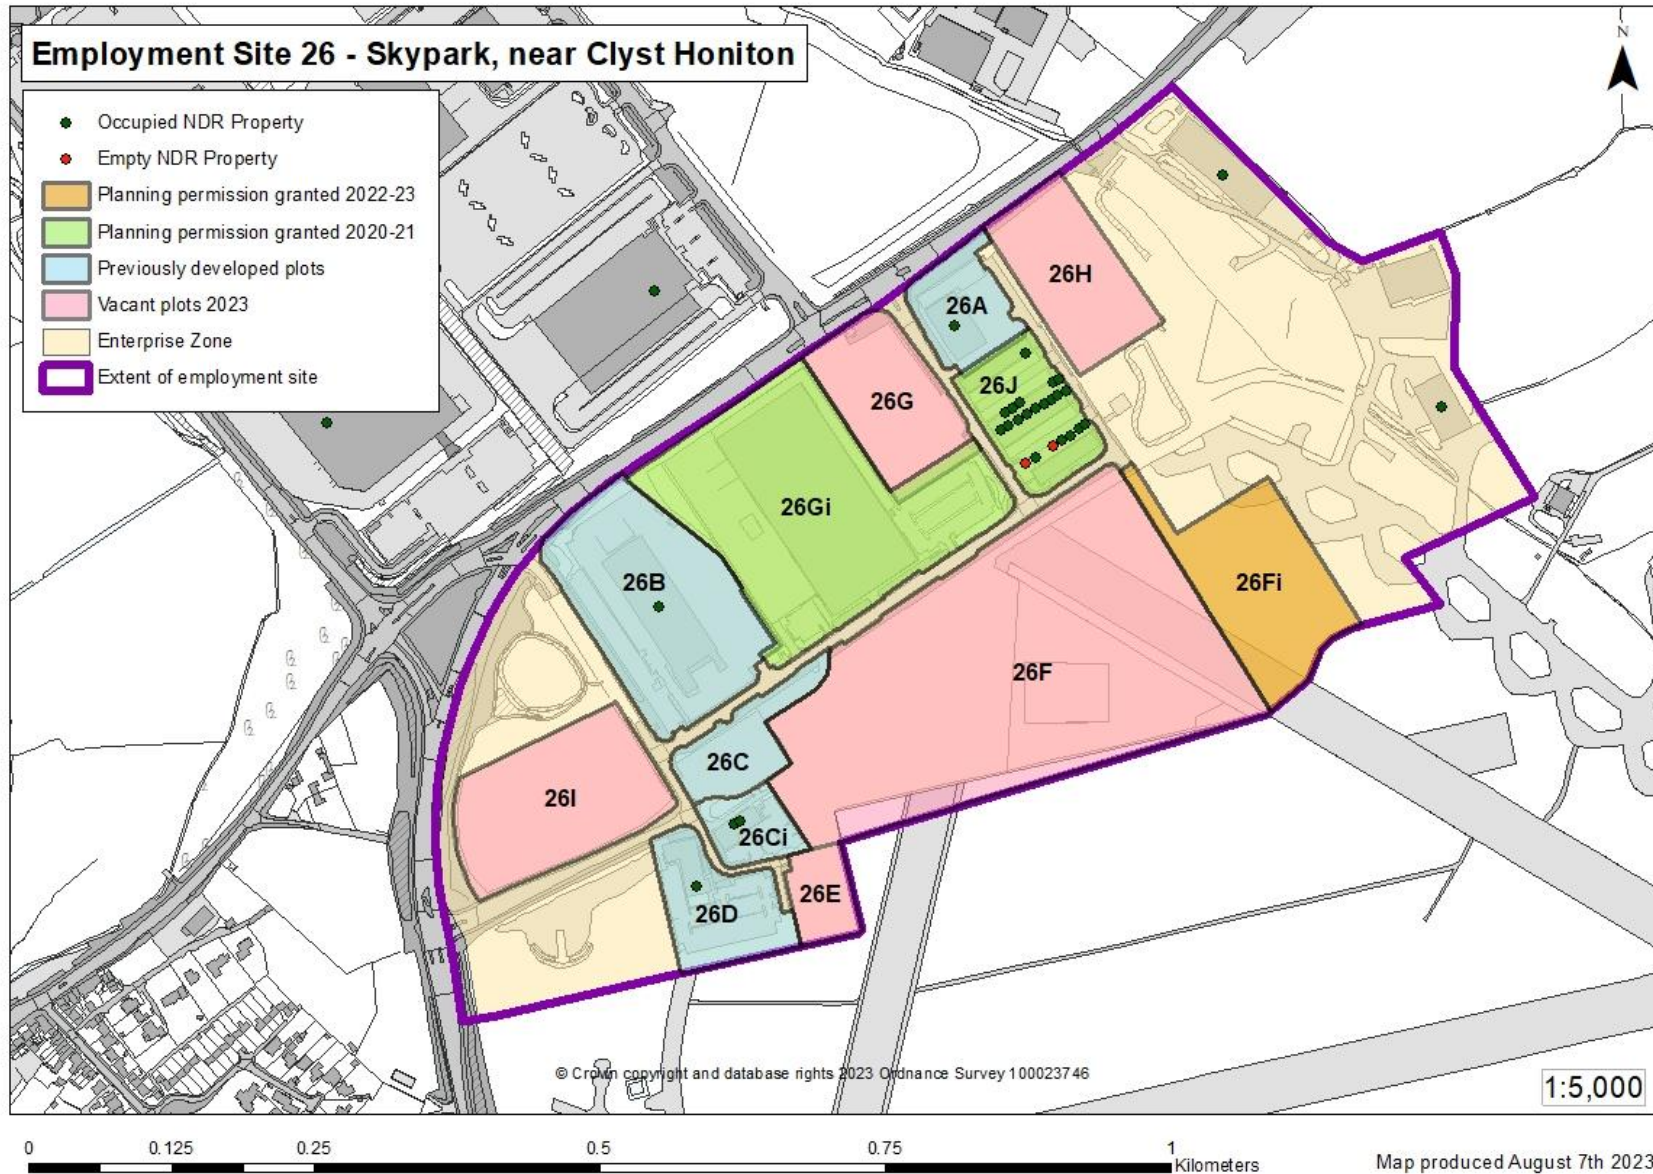 Employment Site 26 - Skypark, near Clyst Honiton
N
Occupied NDR Property
Empty NDR Property
Planning permission granted 2022-23
Planning permission granted 2020-21
Previously developed plots
Vacant plots 2023
Enterprise Zone
Extent of employment site
26H
26A
26J
26G
26Gi
26B
26Fi
26F
26C
26I
26Ci
26E
26D
© Crown copyright and database rights 2023 Ordnance Survey 100023746
1:5,000
0 0.125 0.25 0.5 0.75 1
Kilometers
Map produced August 7th 2023